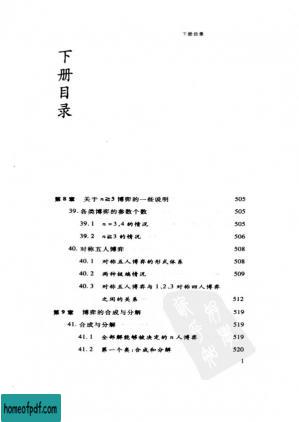 下册目录
下册目录
第8章 关于 n≧5 博弈的一些说明 505
39.各类博弈的参数个数 505
39.1 n=3,4的情况 505
39.2 n≧3的情况 506
40.对称五人博弈 508
40.1 对称五人博弈的形式体系 508
40.2 两种极端情况 509
40.3 对称五人博弈与1,2,3对称四人博弈
之间的关系 512
第9章 博弈的合成与分解 519
41.合成与分解 519
41.1 全部解能够被决定的n人博弈 519
41.2 第一个类:合成和分解 520
1
homeofpdf.com